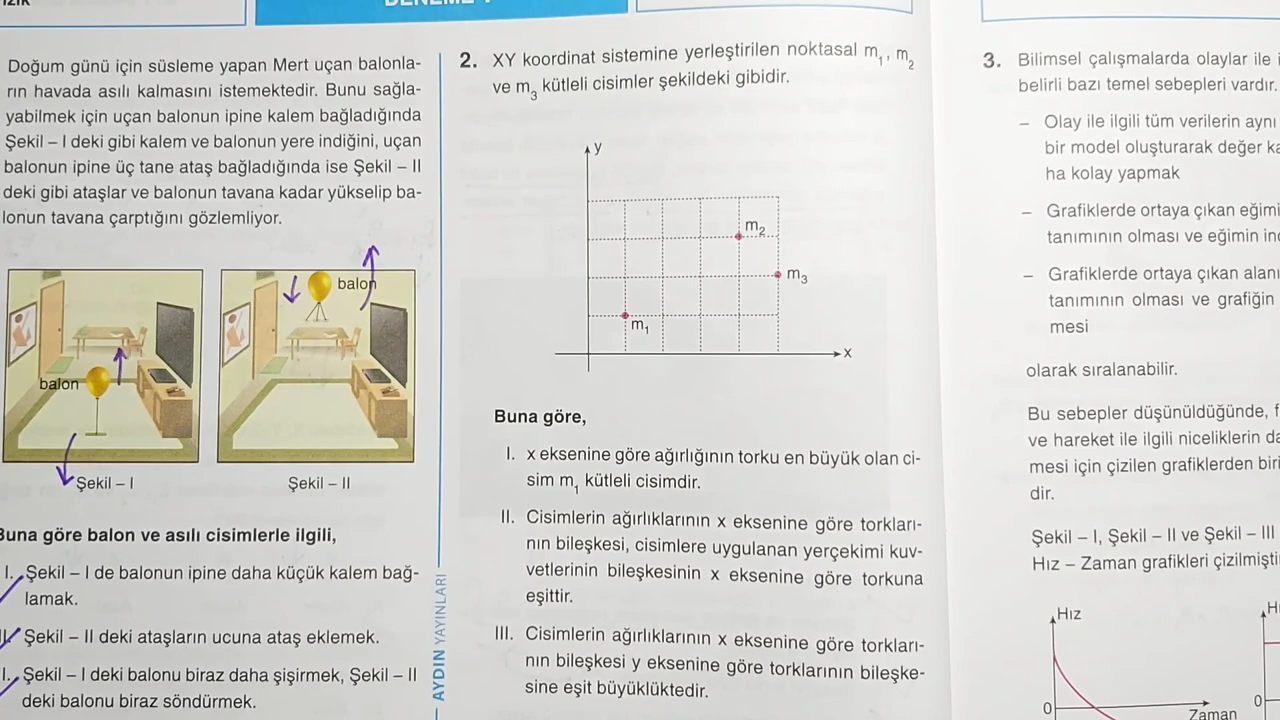 Doğum günü için süsleme yapan Mert uçan balonla-
rın havada asılı kalmasını istemektedir. Bunu sağla-
yabilmek için uçan balonun ipine kalem bağladığında
Şekil – I deki gibi kalem ve balonun yere indiğini, uçan
balonun ipine üç tane ataş bağladığında ise Şekil – II
deki gibi ataşlar ve balonun tavana kadar yükselip ba-
lonun tavana çarptığını gözlemliyor.
balon
balon
Şekil – I
Şekil – II
Buna göre balon ve asılı cisimlerle ilgili,
I. Şekil – I de balonun ipine daha küçük kalem bağ-
lamak.
Şekil – II deki ataşların ucuna ataş eklemek.
Şekil – I deki balonu biraz daha şişirmek, Şekil – II
deki balonu biraz söndürmek.
AYDIN YAYINLARI
2. XY koordinat sistemine yerleştirilen noktasal m₁, m₂
ve m₃ kütleli cisimler şekildeki gibidir.
y
m₂
m₃
m₁
x
Buna göre,
I. x eksenine göre ağırlığının torku en büyük olan ci-
sim m₁ kütleli cisimdir.
II. Cisimlerin ağırlıklarının x eksenine göre torkları-
nın bileşkesi, cisimlere uygulanan yerçekimi kuv-
vetlerinin bileşkesinin x eksenine göre torkuna
eşittir.
III. Cisimlerin ağırlıklarının x eksenine göre torkları-
nın bileşkesi y eksenine göre torklarının bileşke-
sine eşit büyüklüktedir.
3. Bilimsel çalışmalarda olaylar ile
belirli bazı temel sebepleri vardır.
– Olay ile ilgili tüm verilerin aynı
bir model oluşturarak değer
ha kolay yapmak
– Grafiklerde ortaya çıkan eğimi
tanımının olması ve eğimin
– Grafiklerde ortaya çıkan alanı
tanımının olması ve grafiğin
mesi
olarak sıralanabilir.
Bu sebepler düşünüldüğünde,
ve hareket ile ilgili niceliklerin
mesi için çizilen grafiklerden biri
dir.
Şekil – I, Şekil – II ve Şekil – III
Hız – Zaman grafikleri çizilmişti
Hız
0
Zaman
0